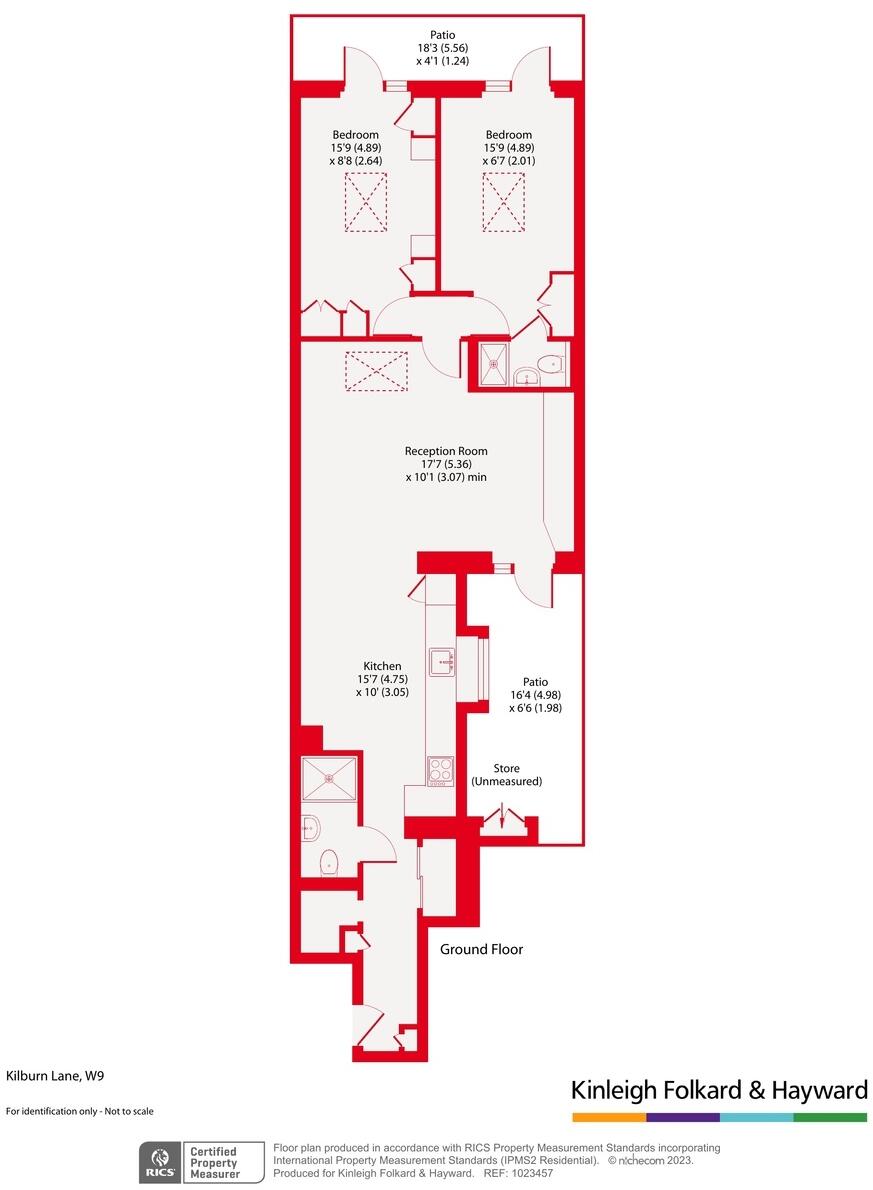 Patio
18'3 (5.56)
x 4'1 (1.24)
Bedroom
15'9 (4.89)
x 8'8 (2.64)
Bedroom
15'9 (4.89)
x 6'7 (2.01)
Reception Room
17'7 (5.36)
x 10'1 (3.07) min
Kitchen
15'7 (4.75)
x 10' (3.05)
Patio
16'4 (4.98)
x 6'6 (1.98)
Store
(Unmeasured)
Ground Floor
Kilburn Lane, W9
For identification only - Not to scale
Kinleigh Folkard & Hayward
RICS
Certified
Property
Measurer
Floor plan produced in accordance with RICS Property Measurement Standards incorporating
International Property Measurement Standards (IPMS2 Residential). © nichecom 2023.
Produced for Kinleigh Folkard & Hayward. REF: 1023457